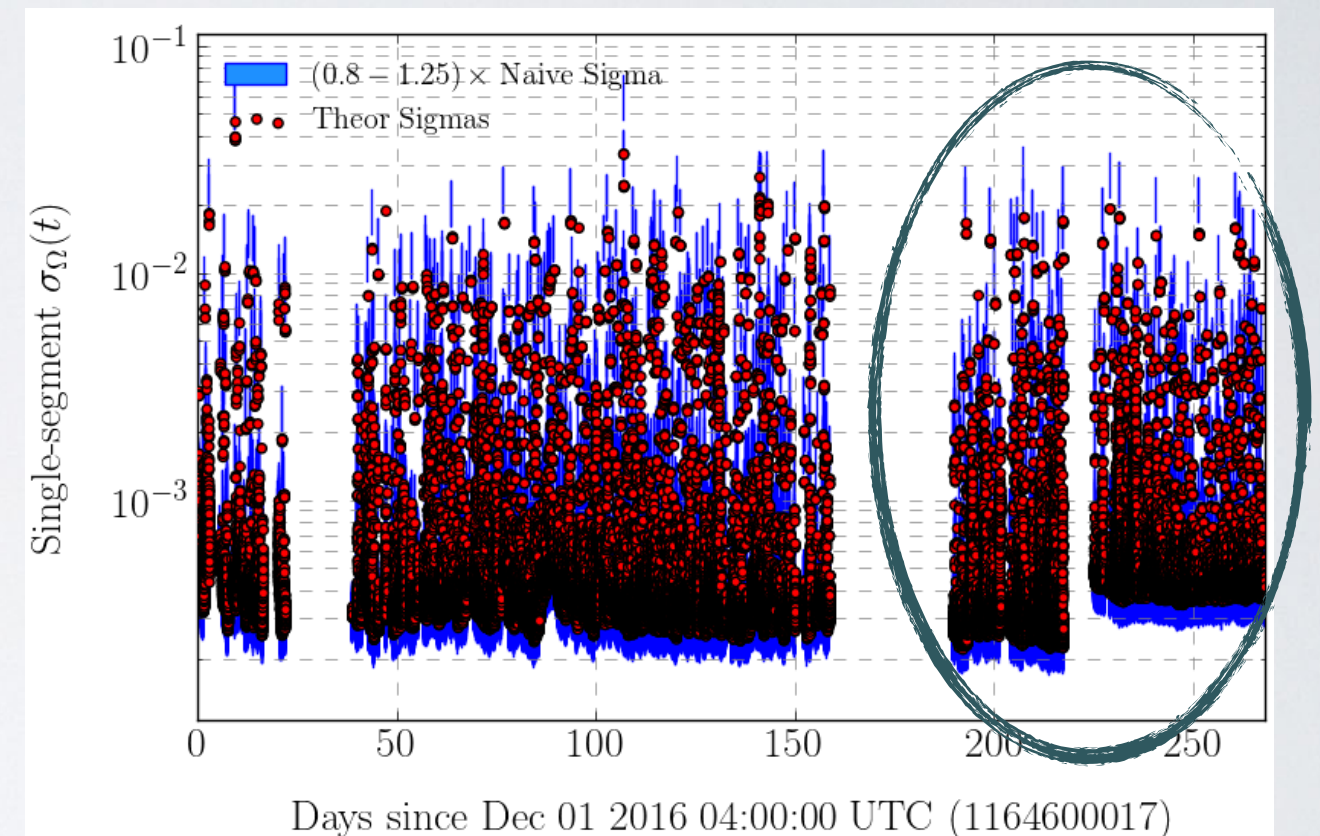 (0.8 − 1.25)× Naive Sigma
Theor Sigmas
10⁻¹
10⁻²
10⁻³
Single-segment σ_Ω(t)
0 50 100 150 200 250
Days since Dec 01 2016 04:00:00 UTC (1164600017)